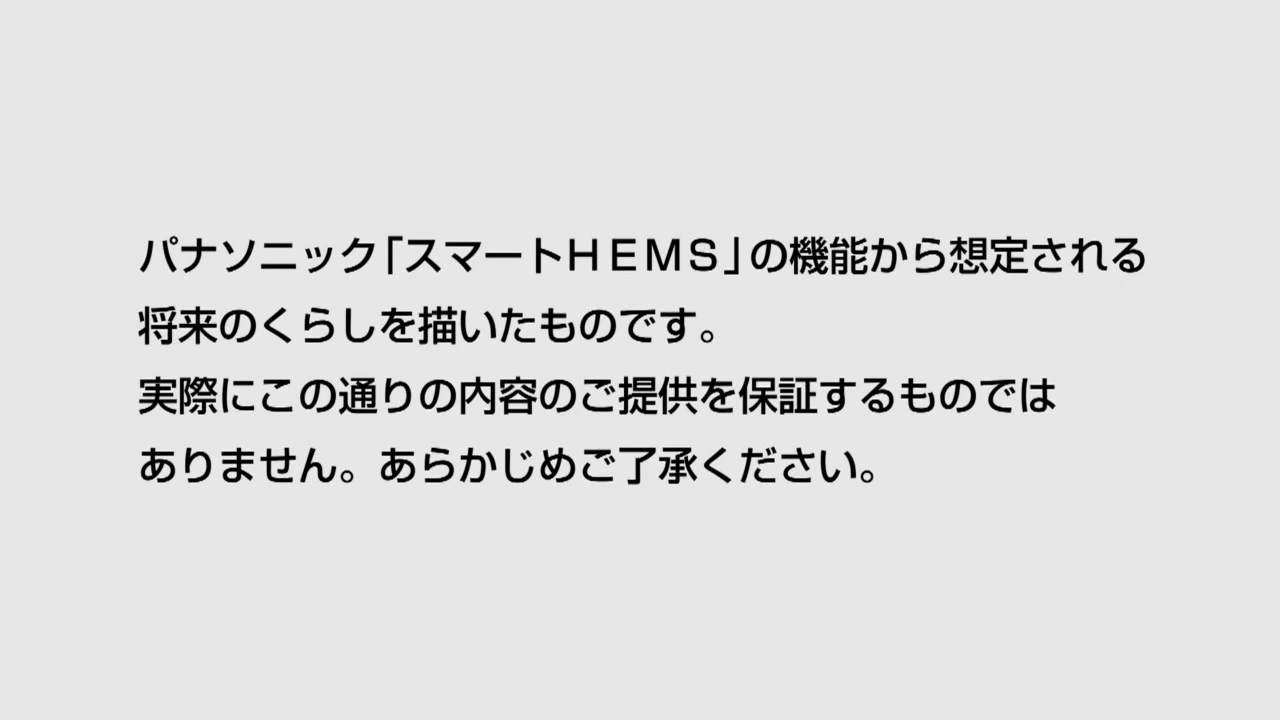 パナソニック「スマートＨＥＭＳ」の機能から想定される
将来のくらしを描いたものです。
実際にこの通りの内容のご提供を保証するものでは
ありません。あらかじめご了承ください。